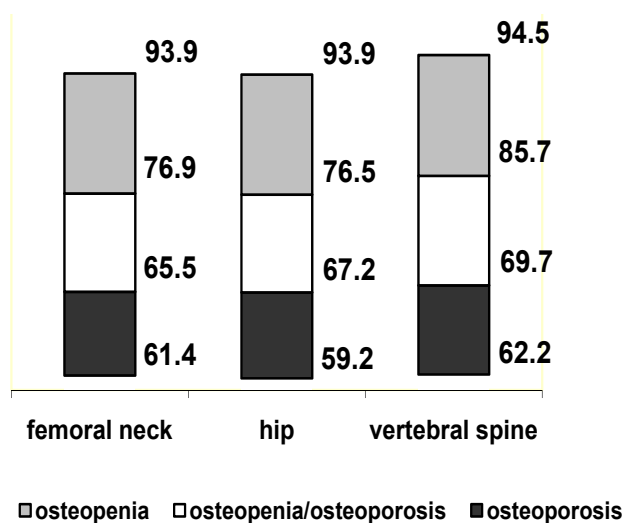 93.9 93.9 94.5
76.9 76.5 85.7
65.5 67.2 69.7
61.4 59.2 62.2
femoral neck hip vertebral spine
osteopenia osteopenia/osteoporosis osteoporosis